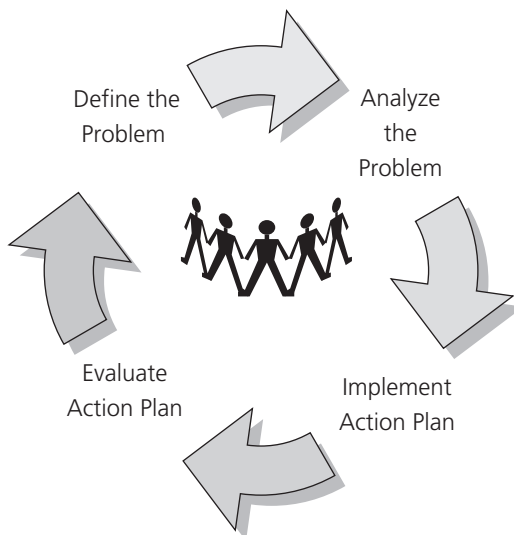 Define the
Problem
Analyze
the
Problem
Implement
Action Plan
Evaluate
Action Plan